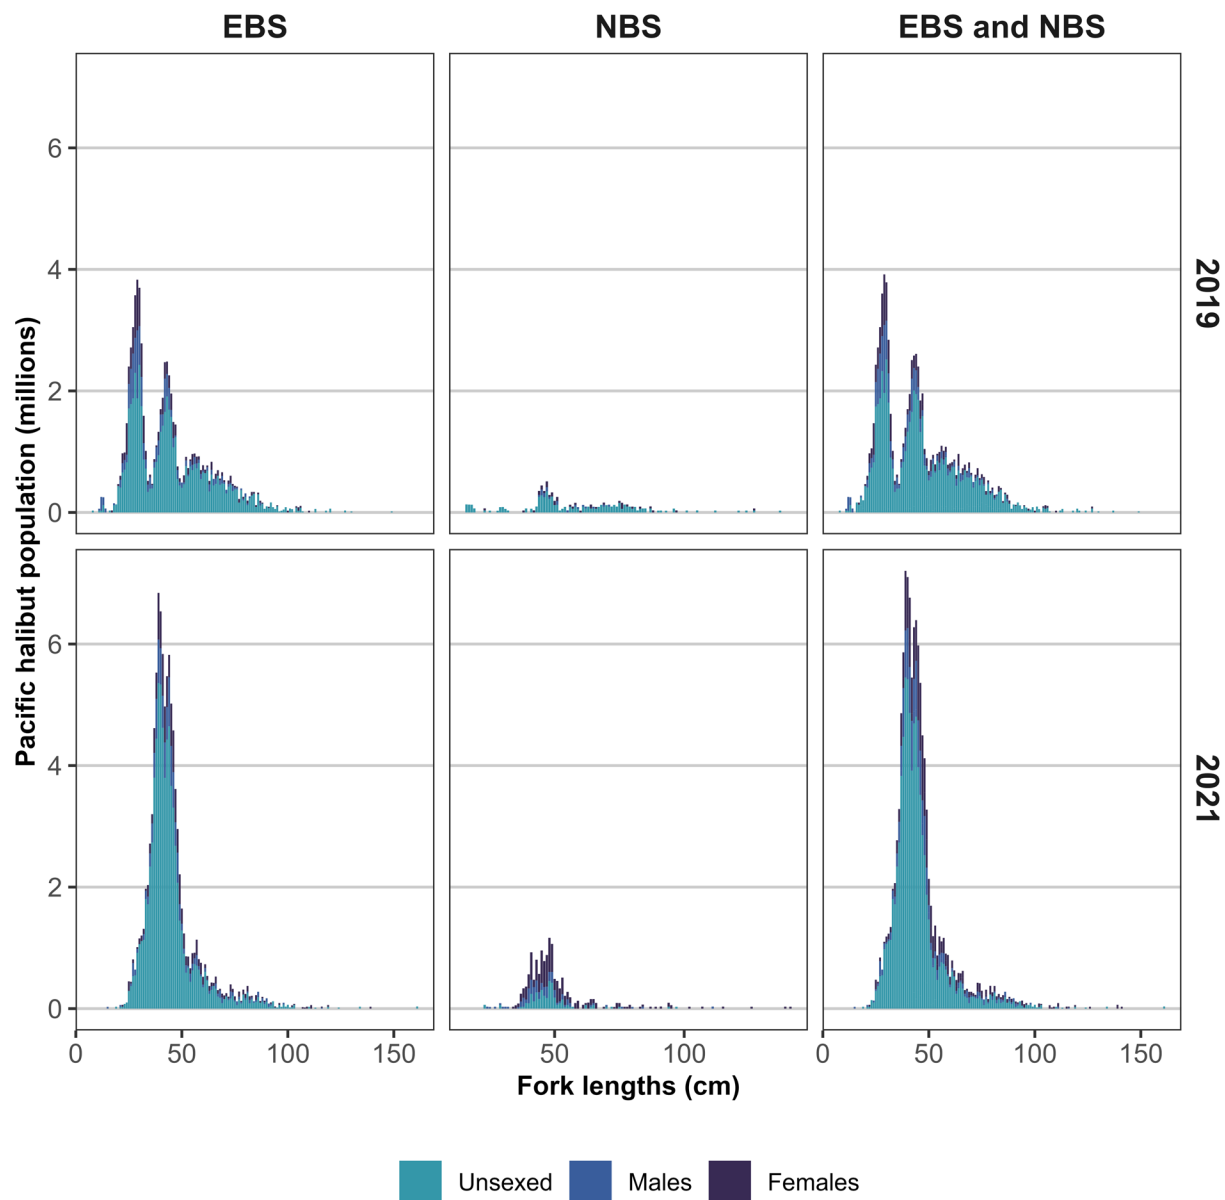 EBS NBS EBS and NBS
Pacific halibut population (millions)
6
4
2
0
2019
6
4
2
0
2021
0 50 100 150 50 100 0 50 100 150
Fork lengths (cm)
Unsexed Males Females